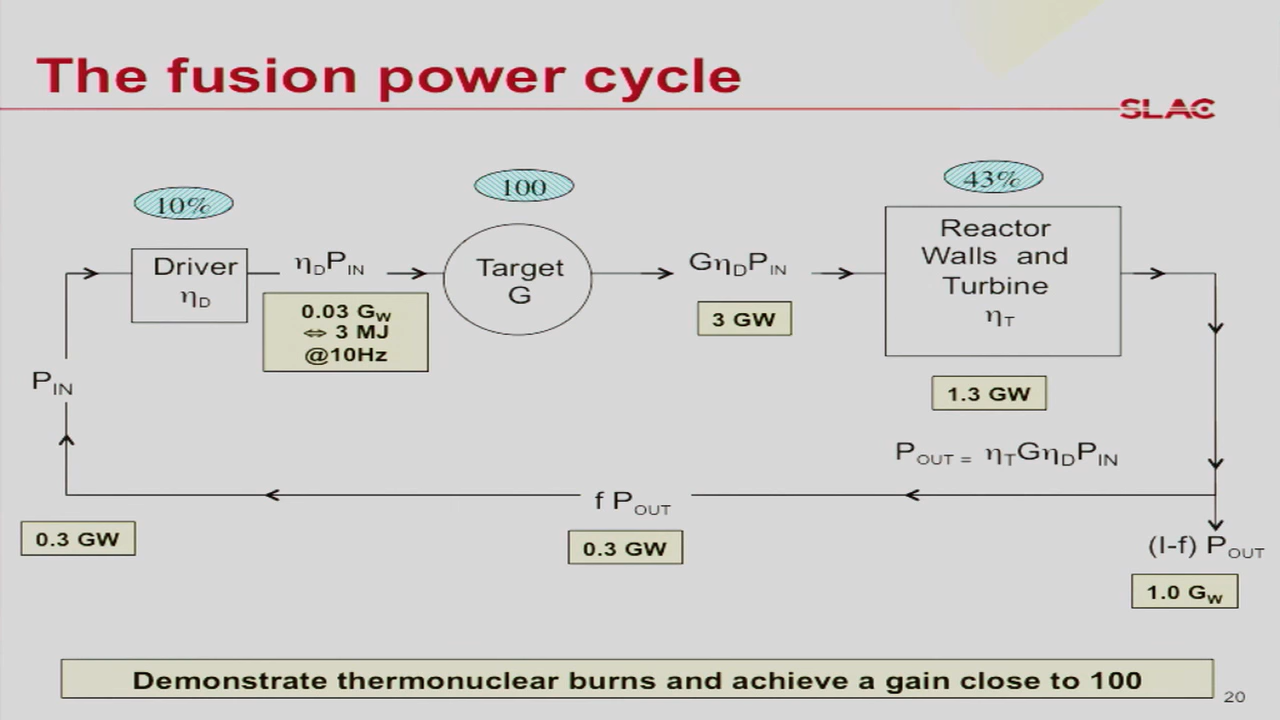 The fusion power cycle
SLAC
10%
100
43%
Driver
ηD
ηDPIN
0.03 GW
⇔ 3 MJ
@10Hz
Target
G
GηDPIN
3 GW
Reactor
Walls and
Turbine
ηT
1.3 GW
PIN
POUT = ηTGηDPIN
f POUT
0.3 GW
0.3 GW
(I-f) POUT
1.0 GW
Demonstrate thermonuclear burns and achieve a gain close to 100
20